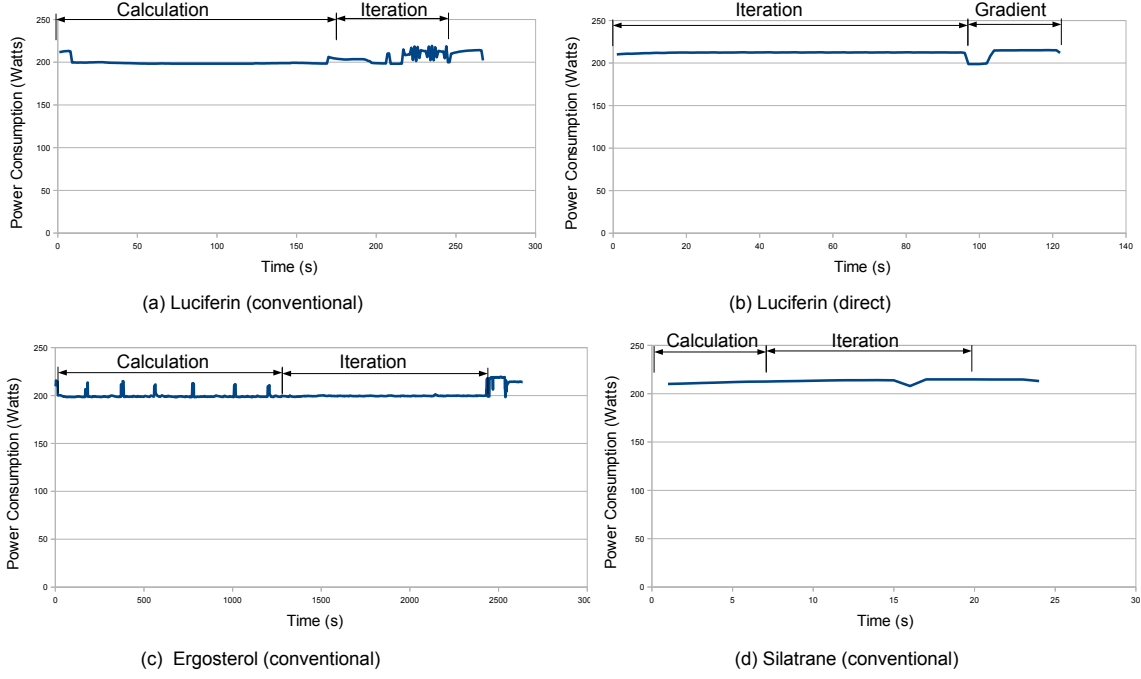 Calculation Iteration
250
200
150
100
50
0
0 50 100 150 200 250 300
Power Consumption (Watts)
Time (s)
(a) Luciferin (conventional)
Iteration Gradient
250
200
150
100
50
0
0 20 40 60 80 100 120 140
Power Consumption (Watts)
Time (s)
(b) Luciferin (direct)
Calculation Iteration
250
200
150
100
50
0
0 500 1000 1500 2000 2500 3000
Power Consumption (Watts)
Time (s)
(c) Ergosterol (conventional)
Calculation Iteration
250
200
150
100
50
0
0 5 10 15 20 25 30
Power Consumption (Watts)
Time (s)
(d) Silatrane (conventional)